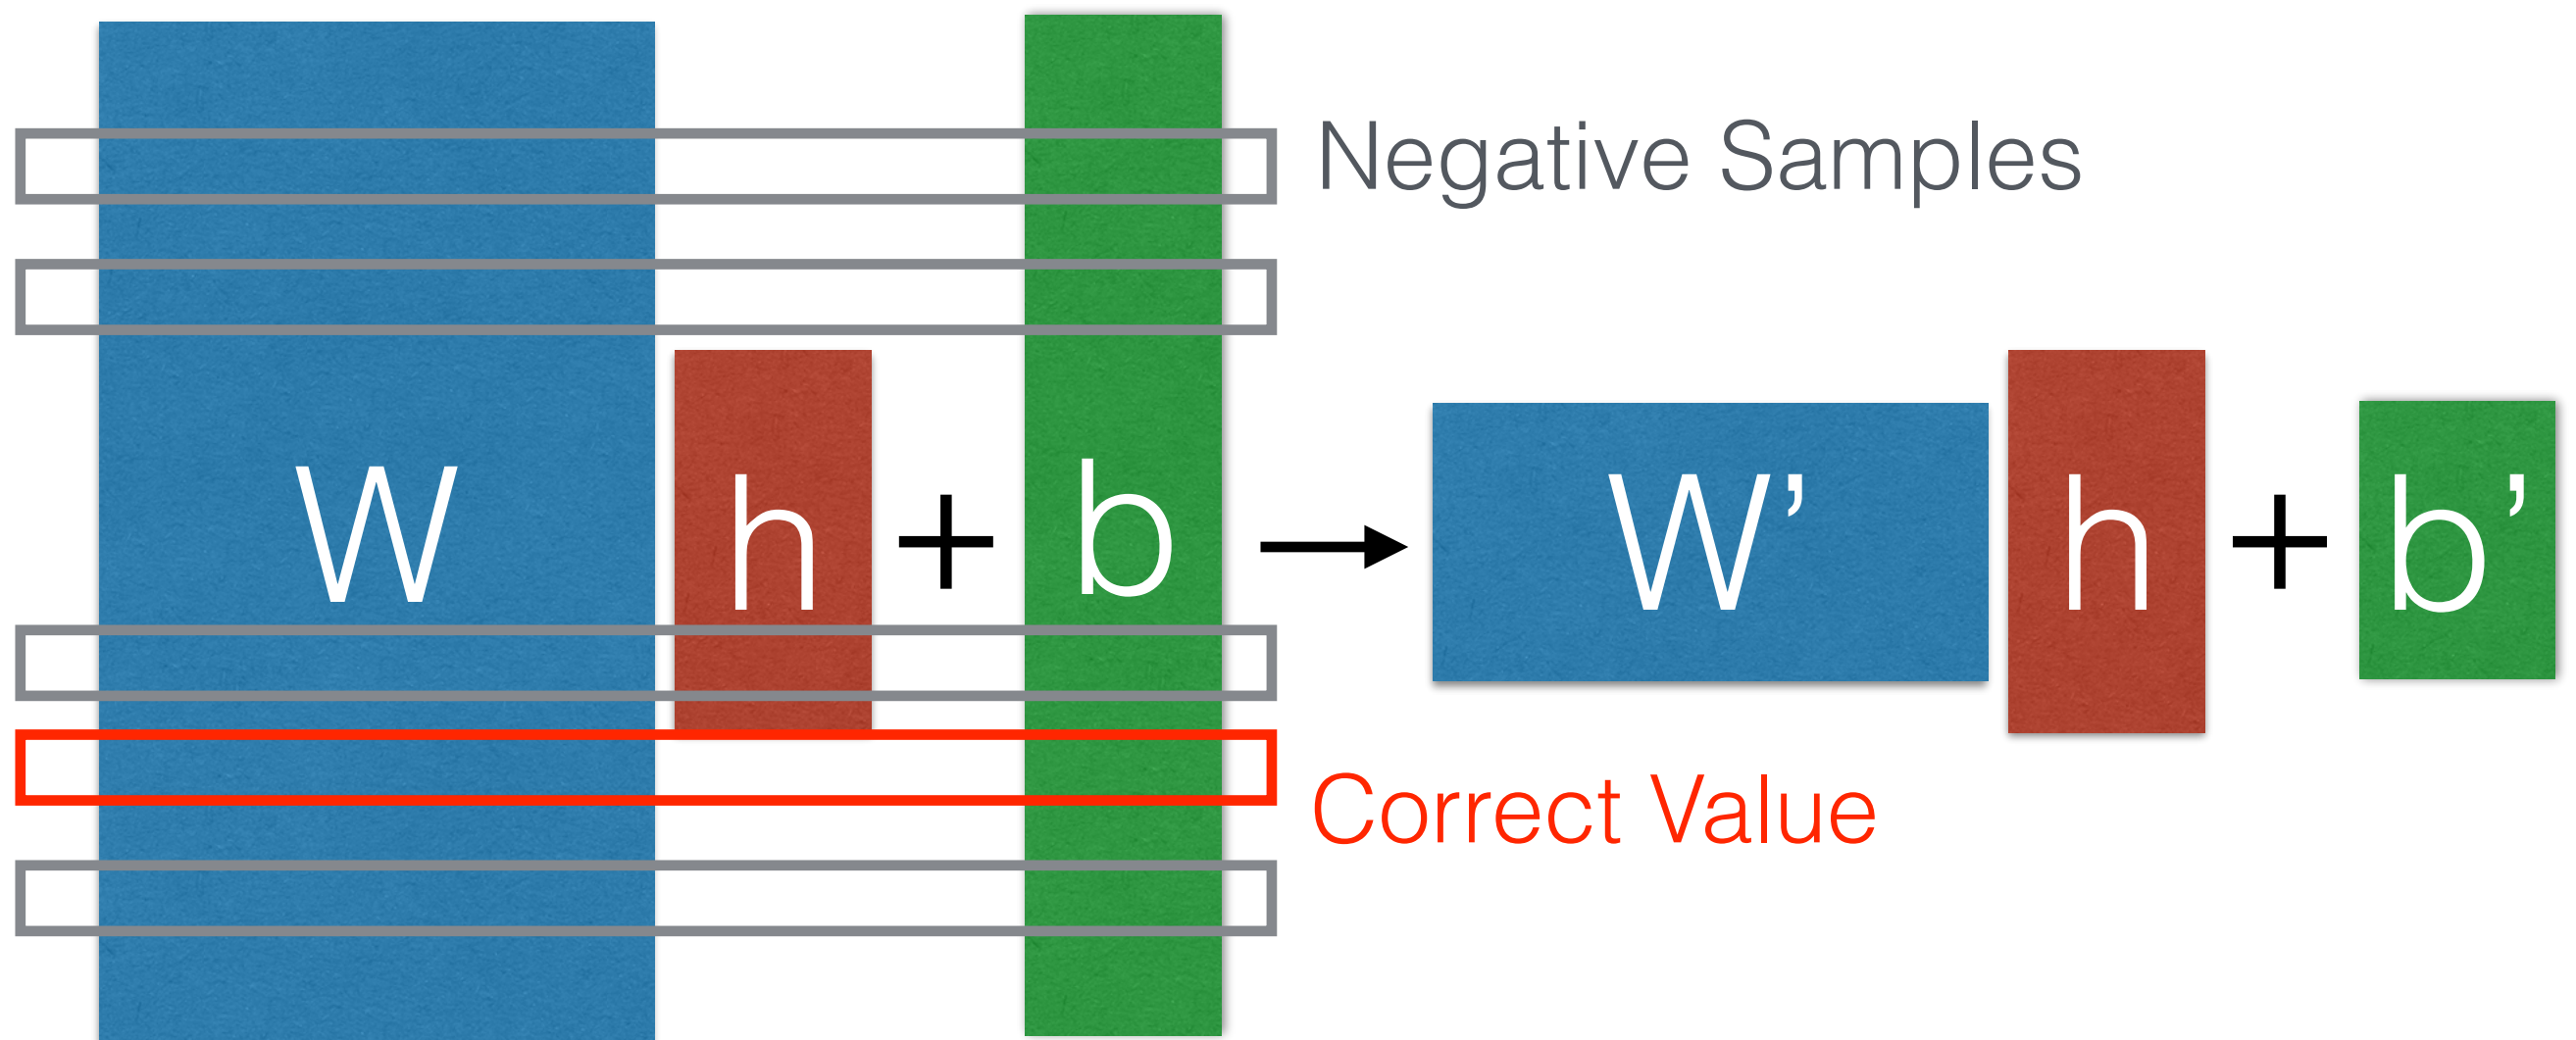 Negative Samples
W h + b → W’ h + b’
Correct Value